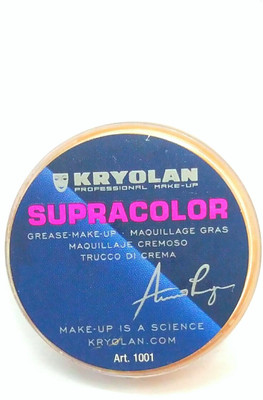 KRYOLAN
PROFESSIONAL MAKE-UP
SUPRACOLOR
GREASE-MAKE-UP · MAQUILLAGE GRAS
MAQUILLAJE CREMOSO
TRUCCO DI CREMA
MAKE-UP IS A SCIENCE
KRYOLAN.COM
Art. 1001